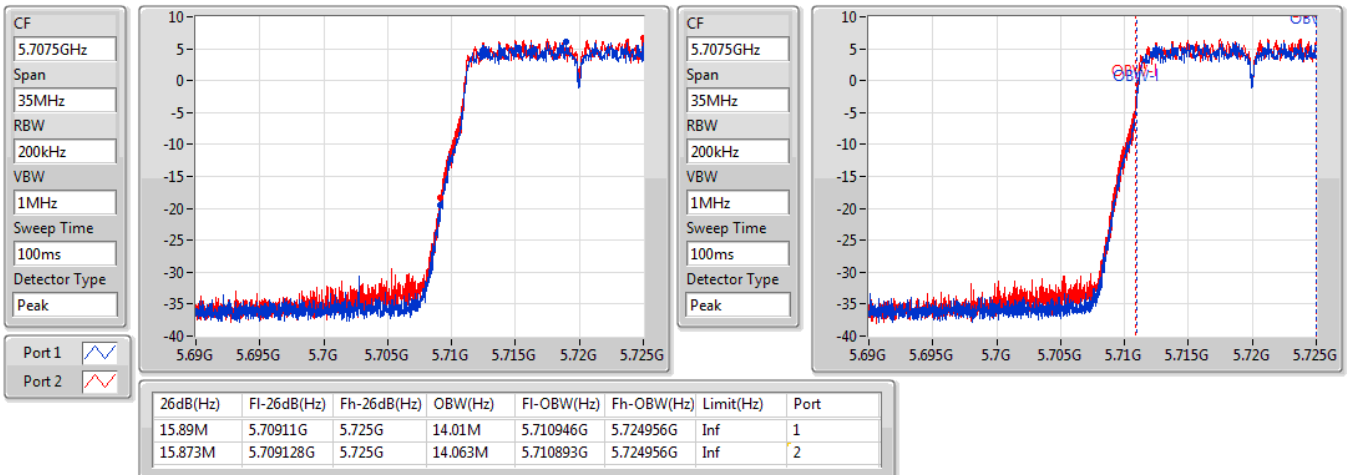 CF
5.7075GHz
Span
35MHz
RBW
200kHz
VBW
1MHz
Sweep Time
100ms
Detector Type
Peak
Port 1
Port 2
10
5
0
-5
-10
-15
-20
-25
-30
-35
-40
5.69G 5.695G 5.7G 5.705G 5.71G 5.715G 5.72G 5.725G
CF
5.7075GHz
Span
35MHz
RBW
200kHz
VBW
1MHz
Sweep Time
100ms
Detector Type
Peak
10
5
0
-5
-10
-15
-20
-25
-30
-35
-40
OBW-l
5.69G 5.695G 5.7G 5.705G 5.71G 5.715G 5.72G 5.725G
26dB(Hz) Fl-26dB(Hz) Fh-26dB(Hz) OBW(Hz) Fl-OBW(Hz) Fh-OBW(Hz) Limit(Hz) Port
15.89M 5.70911G 5.725G 14.01M 5.710946G 5.724956G Inf 1
15.873M 5.709128G 5.725G 14.063M 5.710893G 5.724956G Inf 2